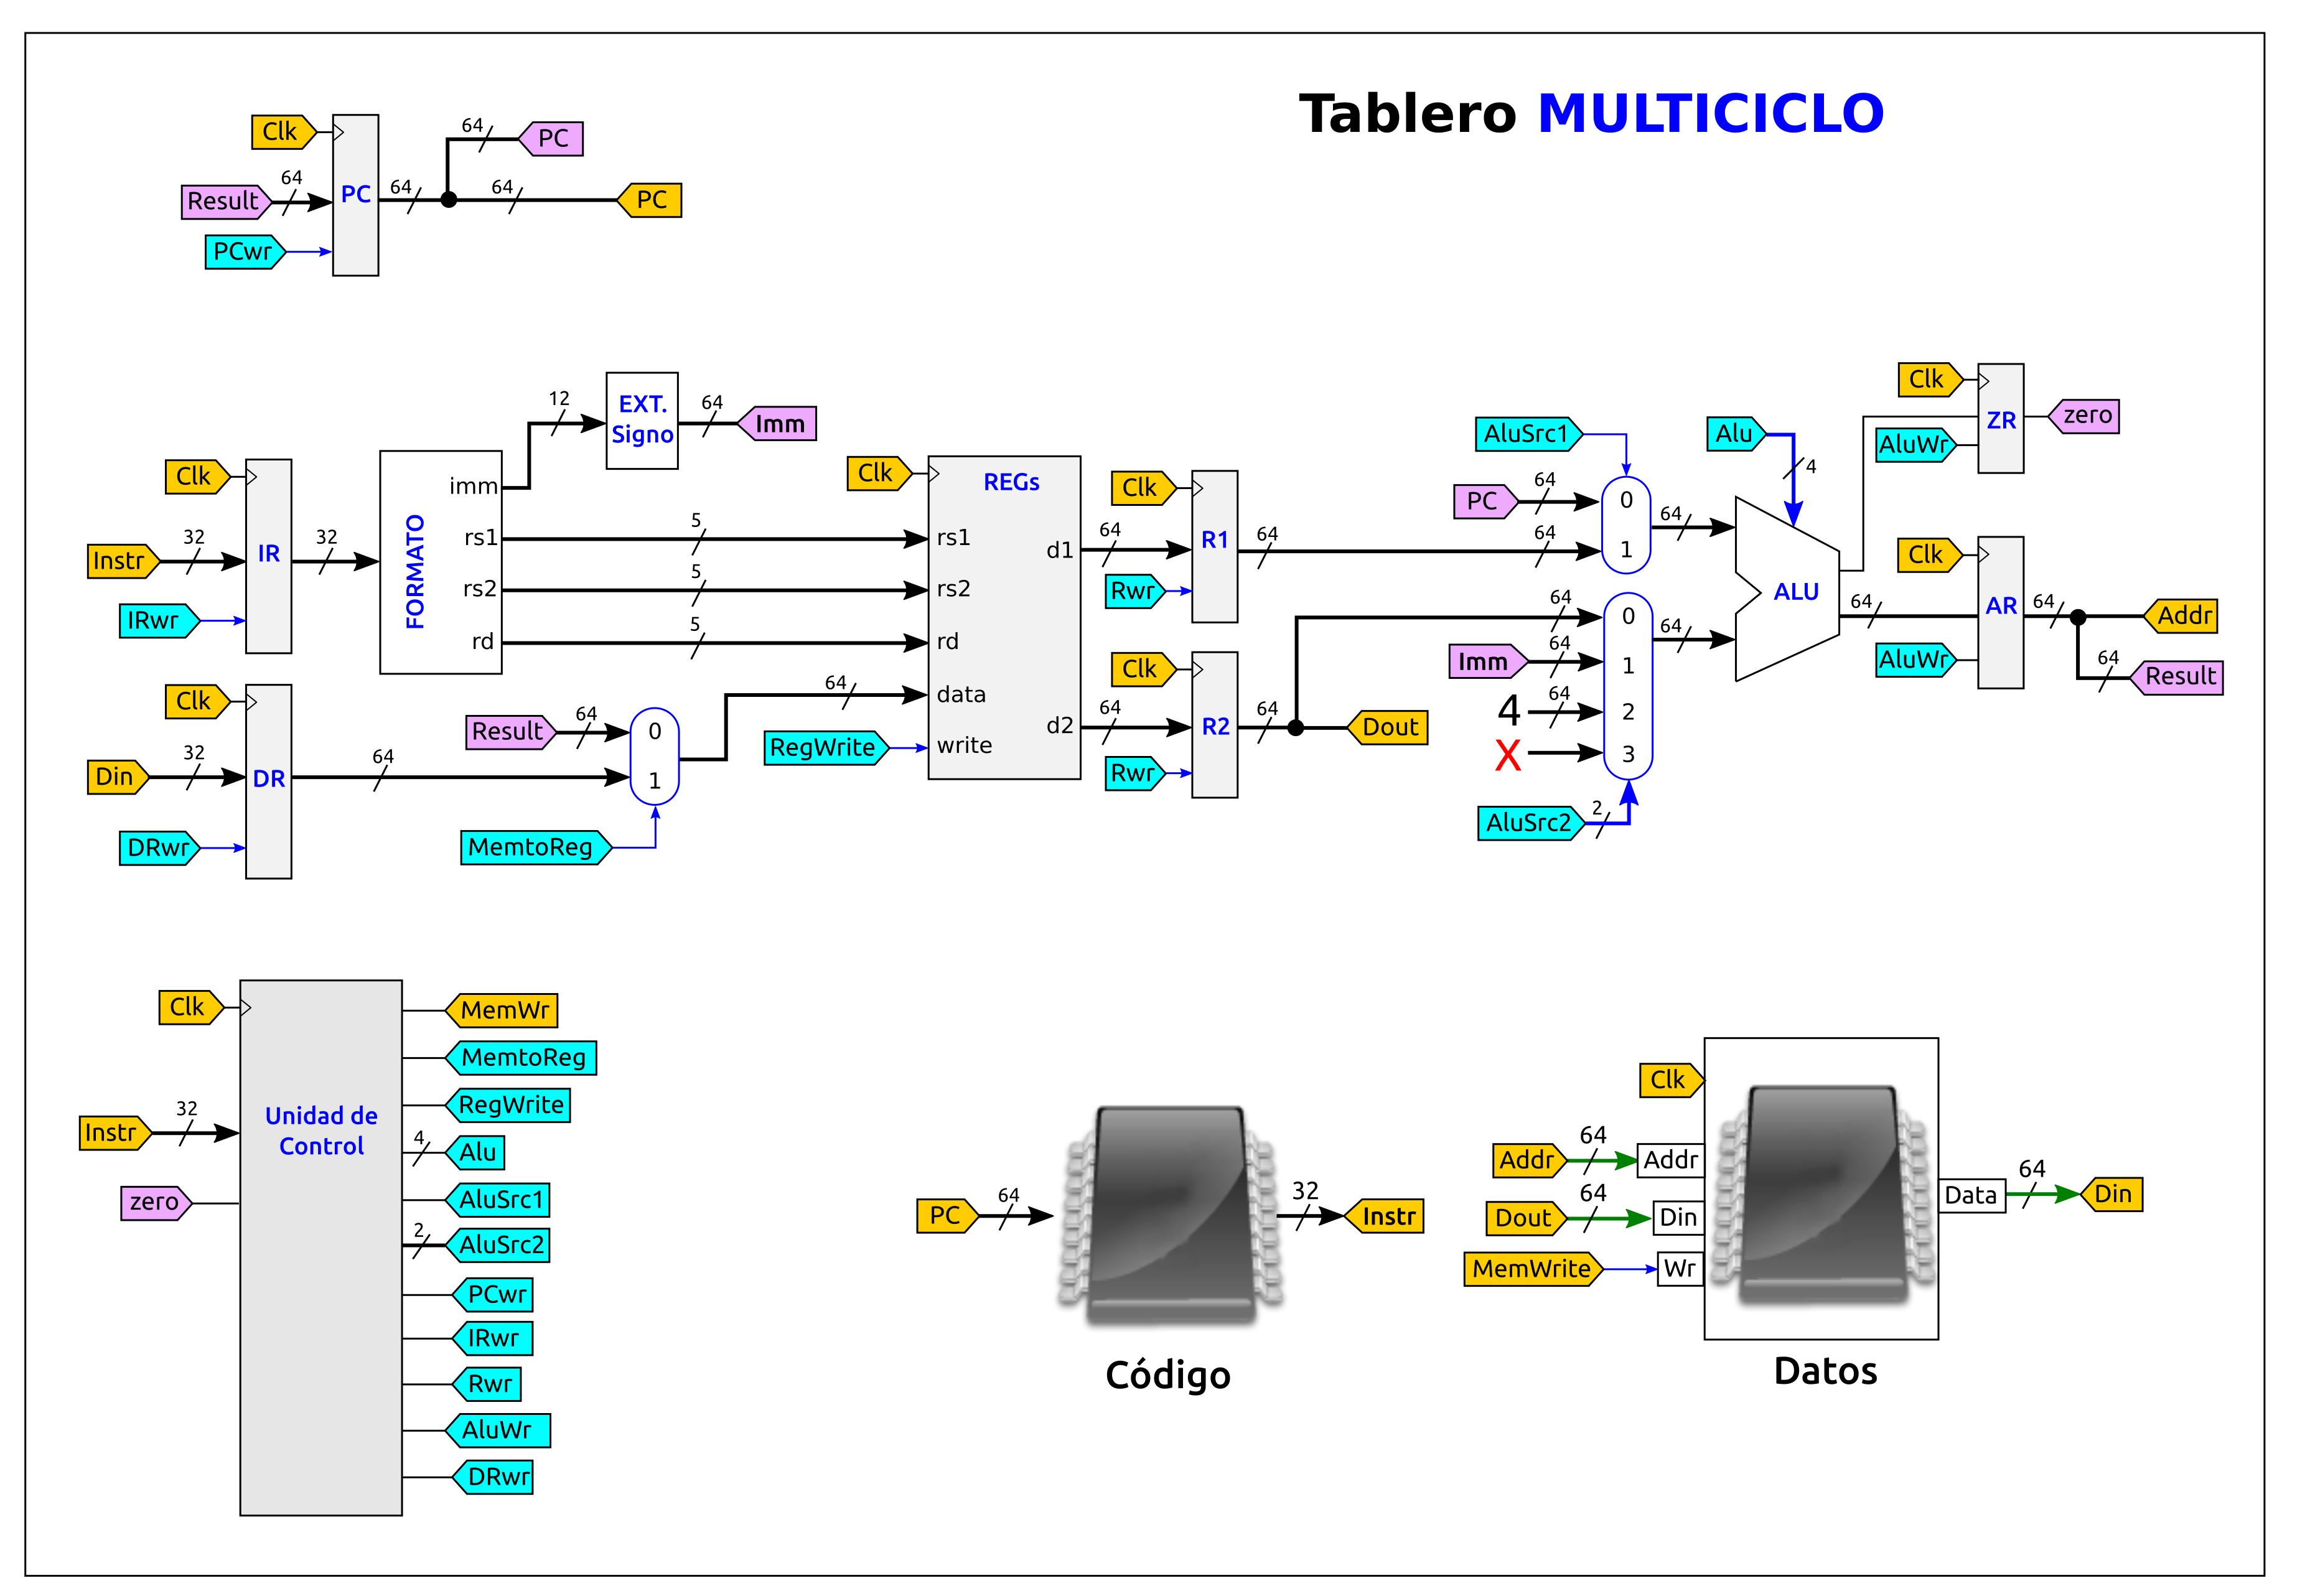 Tablero MULTICICLO
Clk
64
PC
Result
64
PC
64
64
PC
PCwr
Clk
Instr
32
IR
32
IRwr
FORMATO
imm
rs1
rs2
rd
12
EXT.
Signo
64
Imm
5
5
5
Clk
REGs
rs1
rs2
rd
data
write
d1
d2
64
RegWrite
Clk
Din
32
DR
64
DRwr
Result
64
0
1
MemtoReg
64
Clk
R1
64
Rwr
64
Clk
R2
64
Rwr
Dout
AluSrc1
PC
64
64
0
1
64
64
Imm
64
4
64
X
0
1
2
3
64
AluSrc2
2
Alu
4
ALU
Clk
ZR
zero
AluWr
Clk
64
AR
64
Addr
AluWr
64
Result
Clk
Instr
32
zero
Unidad de
Control
MemWr
MemtoReg
RegWrite
4
Alu
AluSrc1
2
AluSrc2
PCwr
IRwr
Rwr
AluWr
DRwr
PC
64
32
Instr
Código
Clk
Addr
64
Addr
Dout
64
Din
MemWrite
Wr
Data
64
Din
Datos